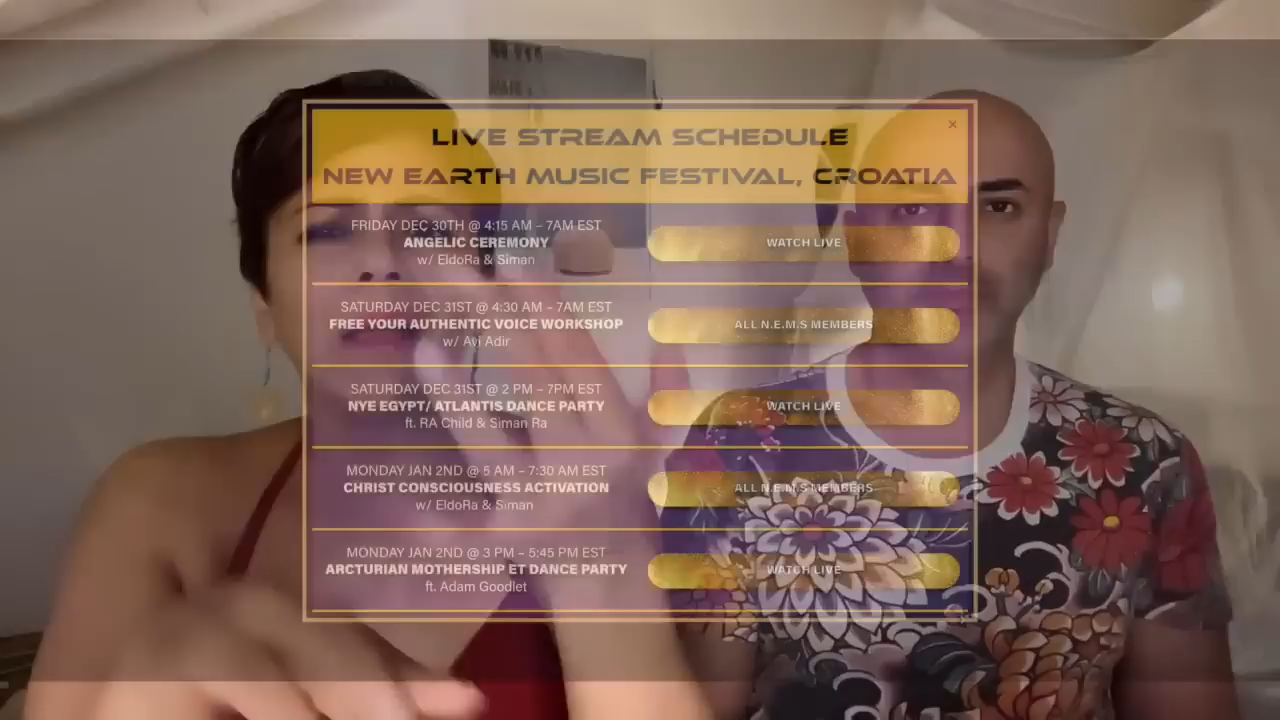 LIVE STREAM SCHEDULE
NEW EARTH MUSIC FESTIVAL, CROATIA
FRIDAY DEC 30TH @ 4:15 AM – 7AM EST
ANGELIC CEREMONY
w/ EldoRa & Siman
WATCH LIVE
SATURDAY DEC 31ST @ 4:30 AM – 7AM EST
FREE YOUR AUTHENTIC VOICE WORKSHOP
w/ Avi Adir
ALL N.E.M.S MEMBERS
SATURDAY DEC 31ST @ 2 PM – 7PM EST
NYE EGYPT/ ATLANTIS DANCE PARTY
ft. RA Child & Siman Ra
WATCH LIVE
MONDAY JAN 2ND @ 5 AM – 7:30 AM EST
CHRIST CONSCIOUSNESS ACTIVATION
w/ EldoRa & Siman
ALL N.E.M.S MEMBERS
MONDAY JAN 2ND @ 3 PM – 5:45 PM EST
ARCTURIAN MOTHERSHIP ET DANCE PARTY
ft. Adam Goodlet
WATCH LIVE